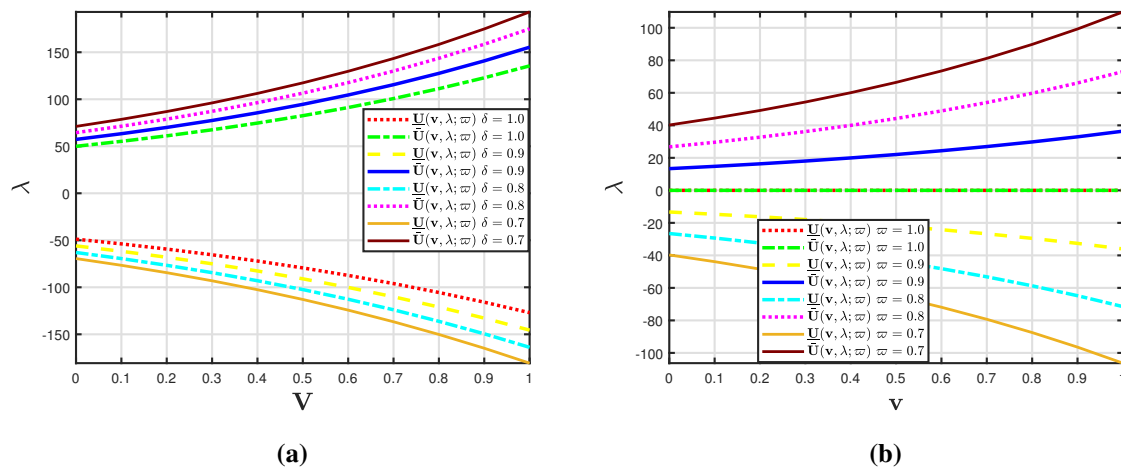 150
100
50
0
-50
-100
-150
0
0.1
0.2
0.3
0.4
0.5
0.6
0.7
0.8
0.9
1
λ
V
U̲(v, λ; ϖ) δ = 1.0
Ū(v, λ; ϖ) δ = 1.0
U̲(v, λ; ϖ) δ = 0.9
Ū(v, λ; ϖ) δ = 0.9
U̲(v, λ; ϖ) δ = 0.8
Ū(v, λ; ϖ) δ = 0.8
U̲(v, λ; ϖ) δ = 0.7
Ū(v, λ; ϖ) δ = 0.7
(a)
100
80
60
40
20
0
-20
-40
-60
-80
-100
0
0.1
0.2
0.3
0.4
0.5
0.6
0.7
0.8
0.9
1
λ
v
U̲(v, λ; ϖ) ϖ = 1.0
Ū(v, λ; ϖ) ϖ = 1.0
U̲(v, λ; ϖ) ϖ = 0.9
Ū(v, λ; ϖ) ϖ = 0.9
U̲(v, λ; ϖ) ϖ = 0.8
Ū(v, λ; ϖ) ϖ = 0.8
U̲(v, λ; ϖ) ϖ = 0.7
Ū(v, λ; ϖ) ϖ = 0.7
(b)